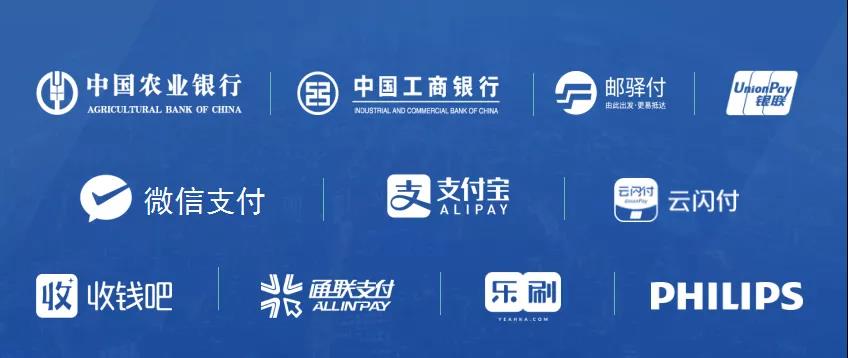 中国农业银行
AGRICULTURAL BANK OF CHINA
中国工商银行
INDUSTRIAL AND COMMERCIAL BANK OF CHINA
邮驿付
由此出发·更易抵达
UnionPay
银联
微信支付
支
支付宝
ALIPAY
云闪付
UnionPay
云闪付
收
收钱吧
通联支付
ALLINPAY
乐刷
YEAHKA.COM
PHILIPS